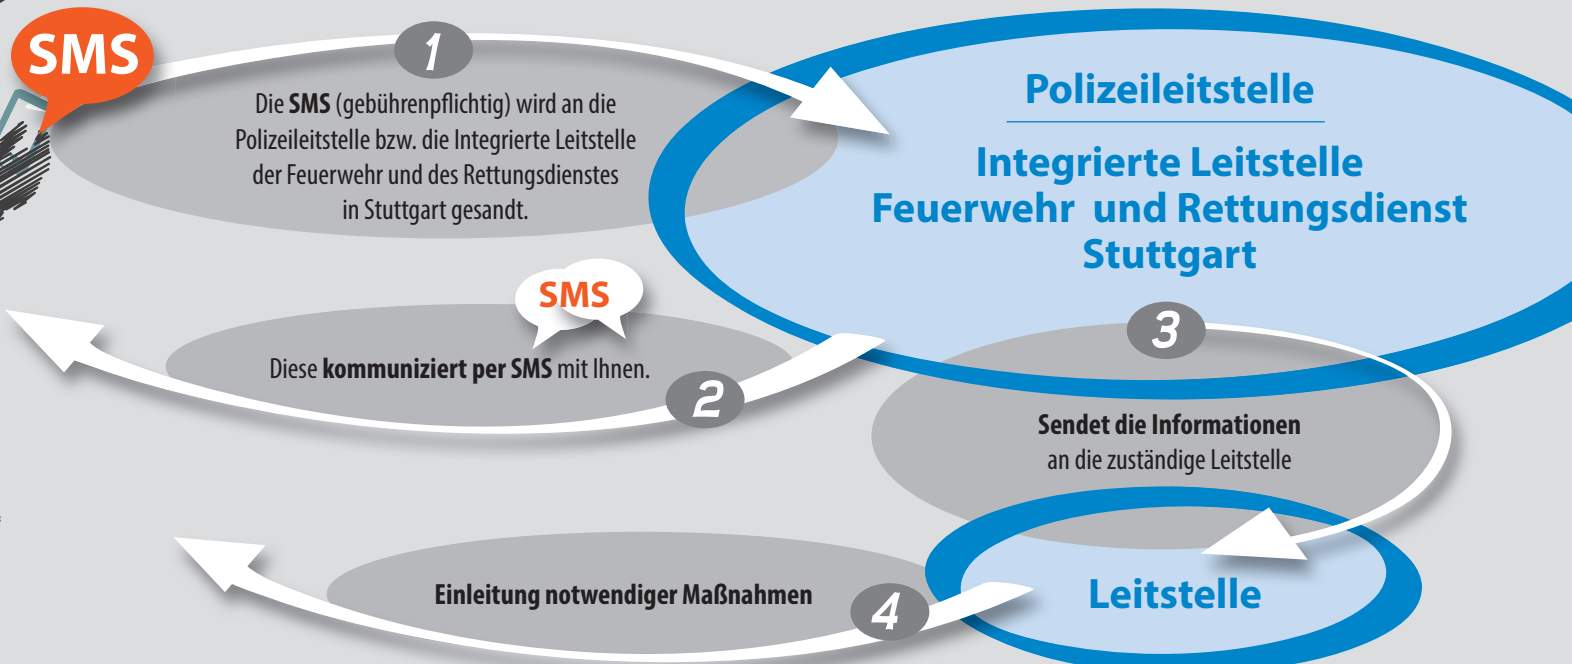 SMS
1
Die SMS (gebührenpflichtig) wird an die
Polizeileitstelle bzw. die Integrierte Leitstelle
der Feuerwehr und des Rettungsdienstes
in Stuttgart gesandt.
Polizeileitstelle
Integrierte Leitstelle
Feuerwehr und Rettungsdienst
Stuttgart
SMS
Diese kommuniziert per SMS mit Ihnen.
2
3
Sendet die Informationen
an die zuständige Leitstelle
Leitstelle
Einleitung notwendiger Maßnahmen
4